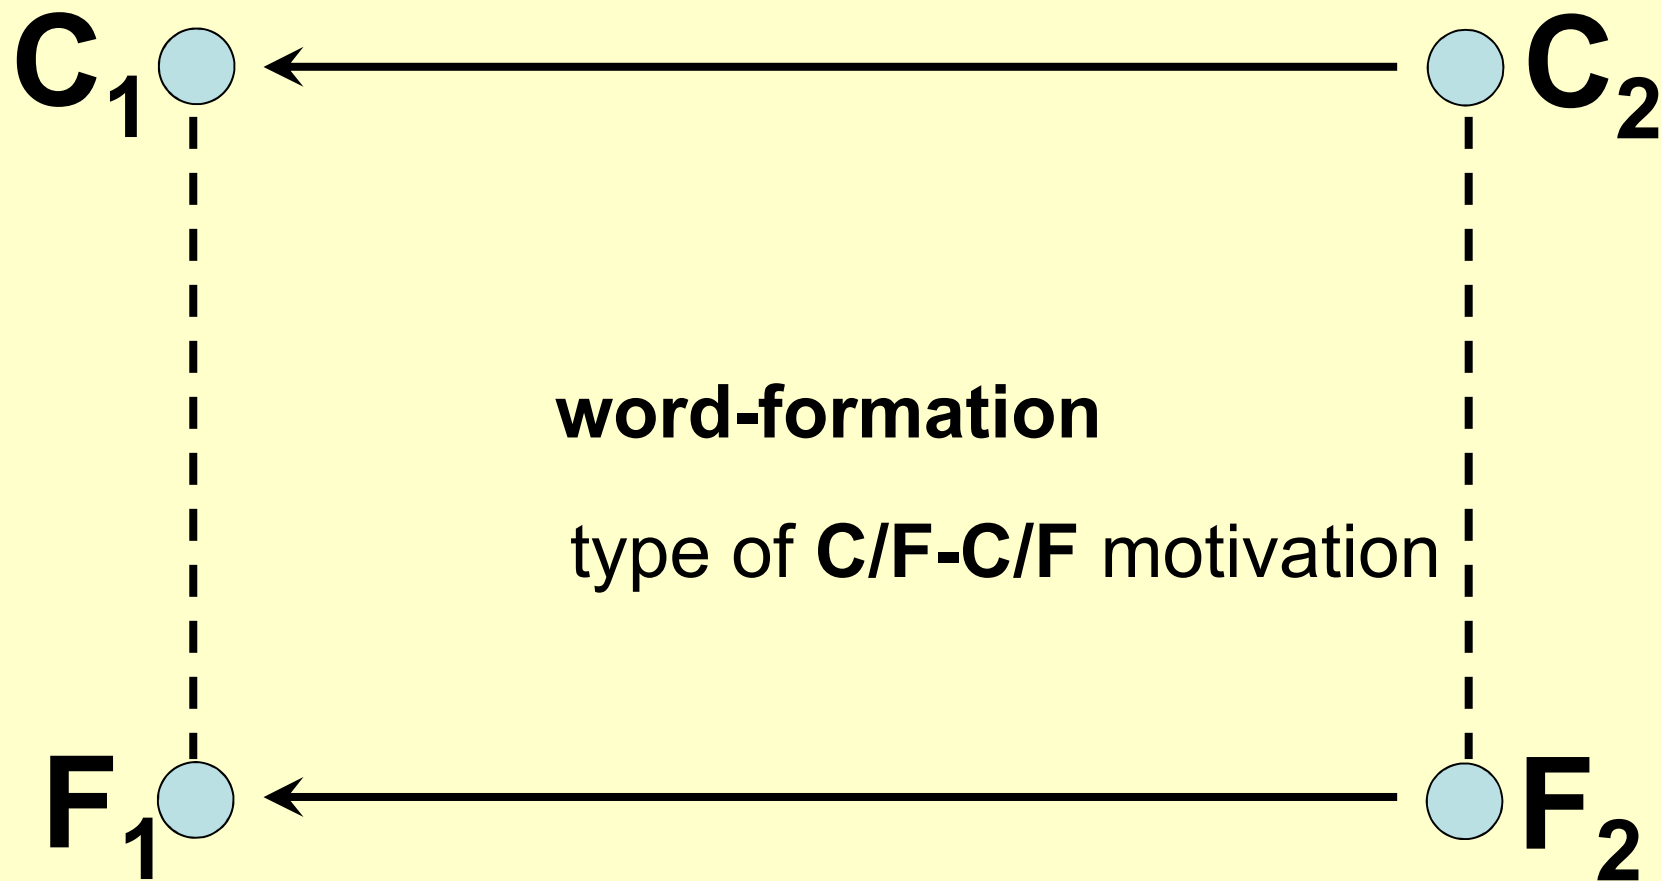 C₁ C₂
word-formation
type of C/F-C/F motivation
F₁ F₂